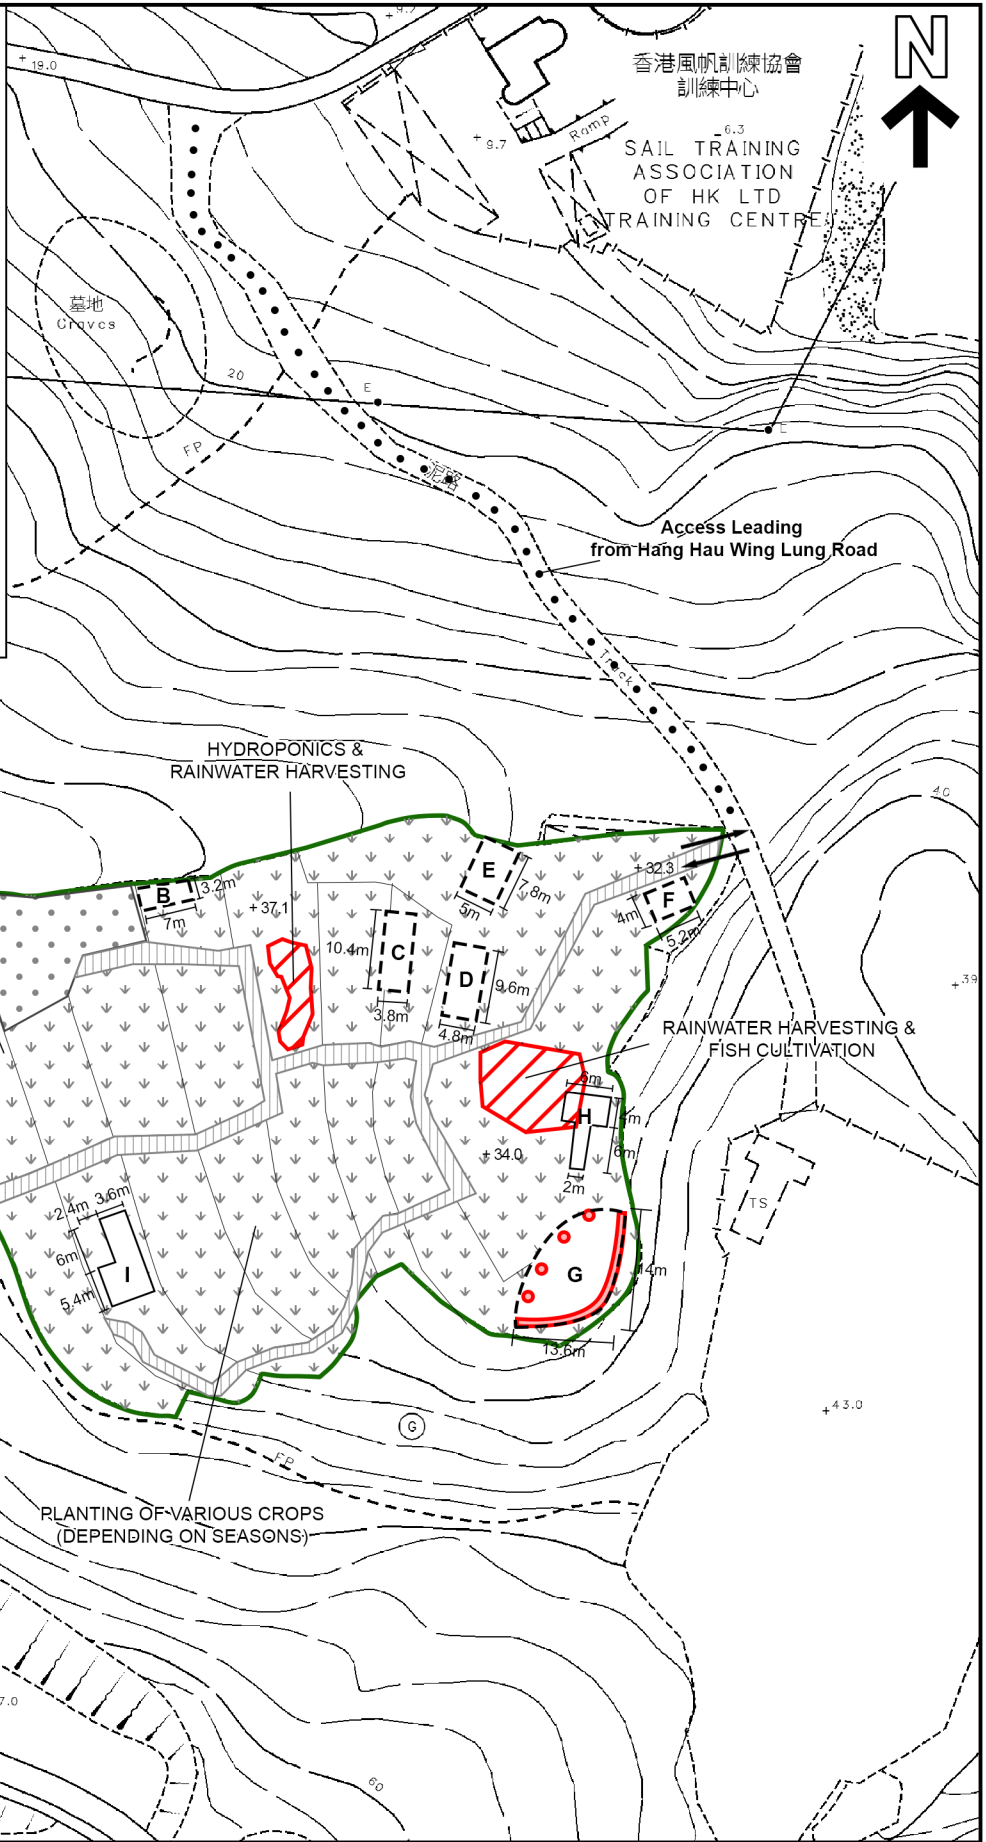 9.7
19.0
N
香港風帆訓練協會
訓練中心
6.3
9.7
Ramp
SAIL TRAINING
ASSOCIATION
OF HK LTD
TRAINING CENTRE
墓地
Graves
20
E
E
FP
泥路
Access Leading
from Hang Hau Wing Lung Road
Track
HYDROPONICS &
RAINWATER HARVESTING
40
E
32.3
B
3.2m
7m
37.1
7.8m
5m
F
4m
5.2m
10.4m
C
3.8m
D
9.6m
4.8m
39
RAINWATER HARVESTING &
FISH CULTIVATION
6m
H
4m
34.0
6m
2m
TS
2.4m
3.6m
6m
I
5.4m
G
14m
13.6m
43.0
G
FP
PLANTING OF VARIOUS CROPS
(DEPENDING ON SEASONS)
7.0
60